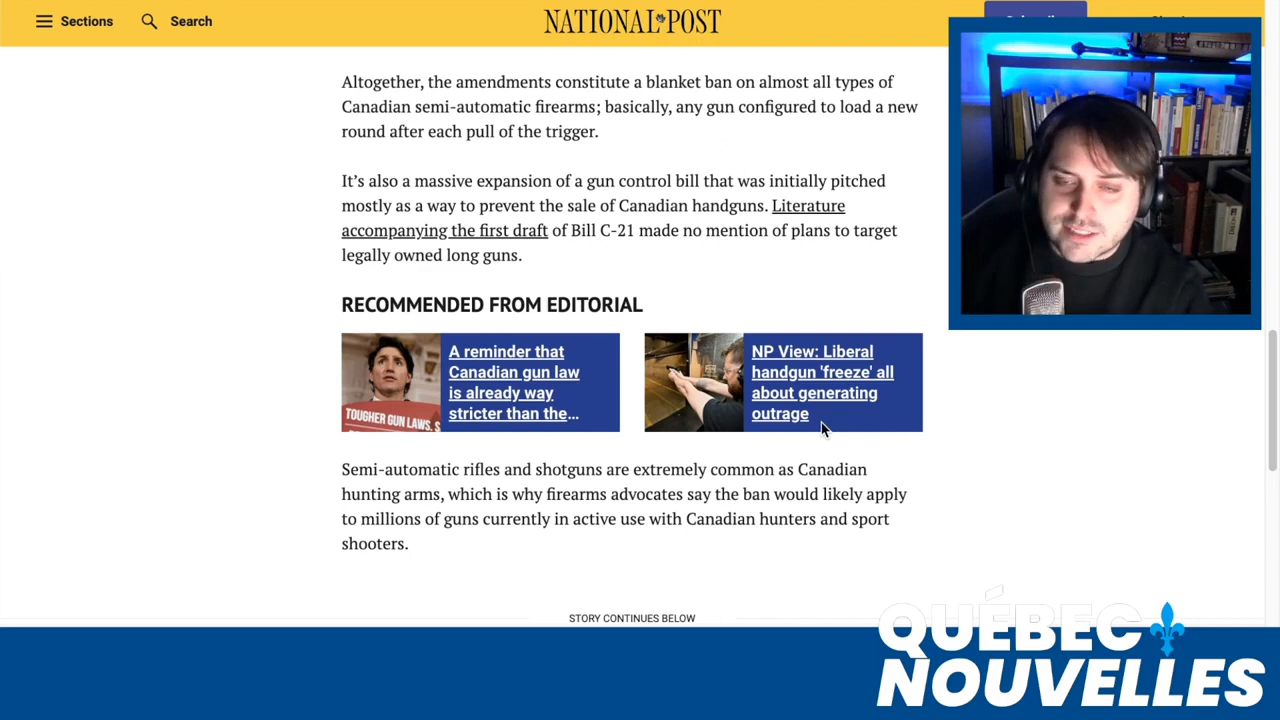 Sections
Search
NATIONAL POST
Altogether, the amendments constitute a blanket ban on almost all types of
Canadian semi-automatic firearms; basically, any gun configured to load a new
round after each pull of the trigger.
It’s also a massive expansion of a gun control bill that was initially pitched
mostly as a way to prevent the sale of Canadian handguns. Literature
accompanying the first draft of Bill C-21 made no mention of plans to target
legally owned long guns.
RECOMMENDED FROM EDITORIAL
TOUGHER GUN LAWS.
A reminder that
Canadian gun law
is already way
stricter than the…
NP View: Liberal
handgun 'freeze' all
about generating
outrage
Semi-automatic rifles and shotguns are extremely common as Canadian
hunting arms, which is why firearms advocates say the ban would likely apply
to millions of guns currently in active use with Canadian hunters and sport
shooters.
STORY CONTINUES BELOW
QUÉBEC
NOUVELLES